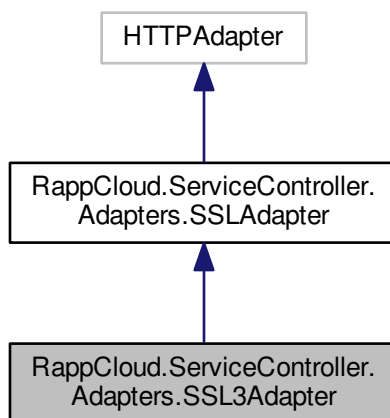 HTTPAdapter
RappCloud.ServiceController.
Adapters.SSLAdapter
RappCloud.ServiceController.
Adapters.SSL3Adapter